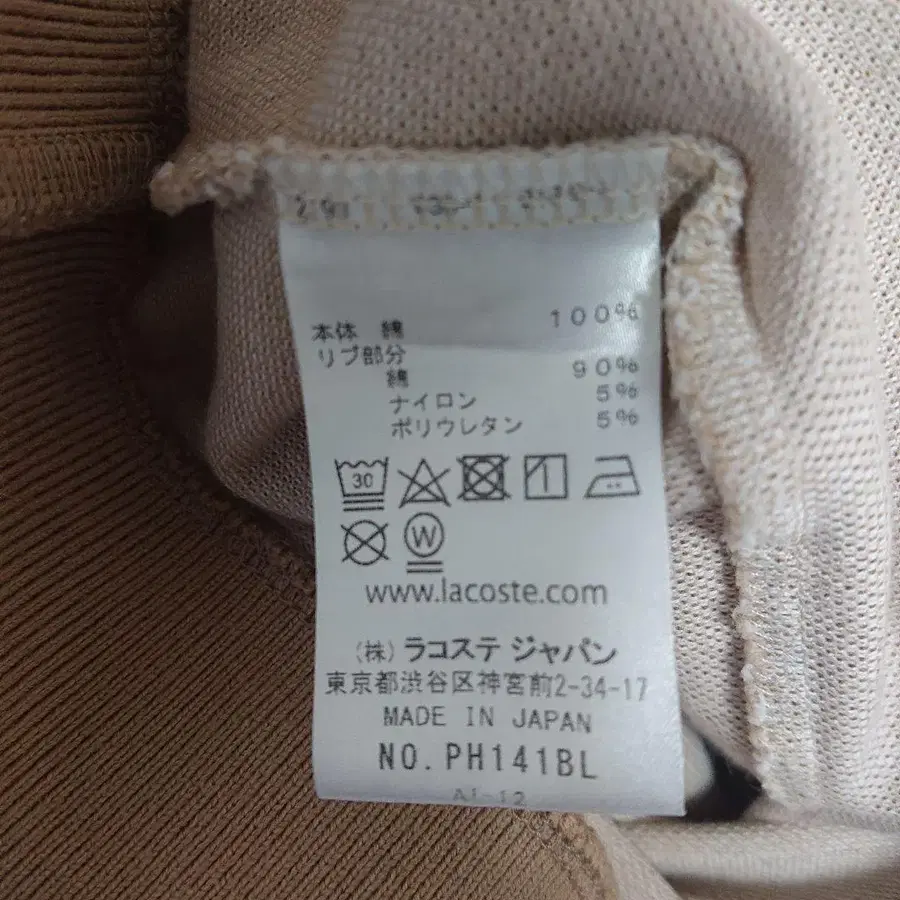 本体 綿 100%
リブ部分
綿 90%
ナイロン 5%
ポリウレタン 5%
30
W
www.lacoste.com
(株) ラコステ ジャパン
東京都渋谷区神宮前2-34-17
MADE IN JAPAN
NO. PH141BL